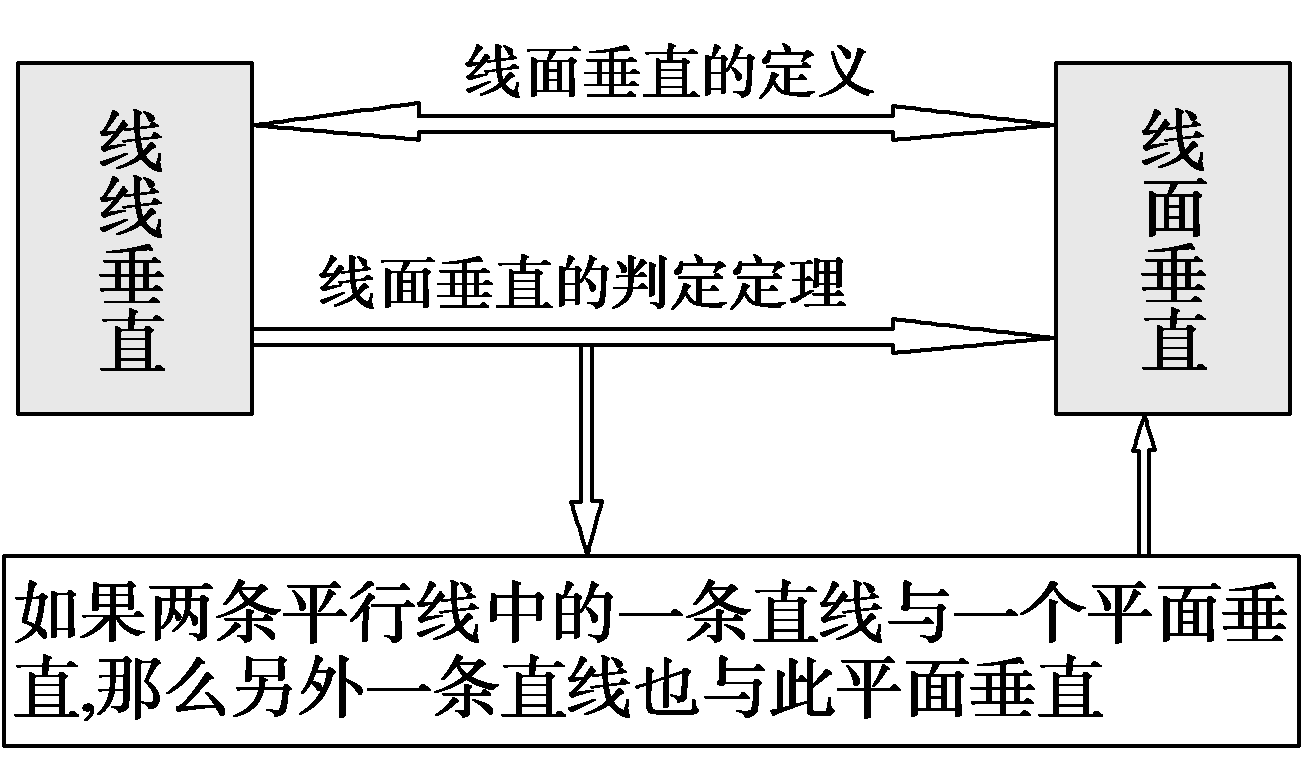 线面垂直的定义
线线垂直
线面垂直
线面垂直的判定定理
如果两条平行线中的一条直线与一个平面垂
直,那么另外一条直线也与此平面垂直